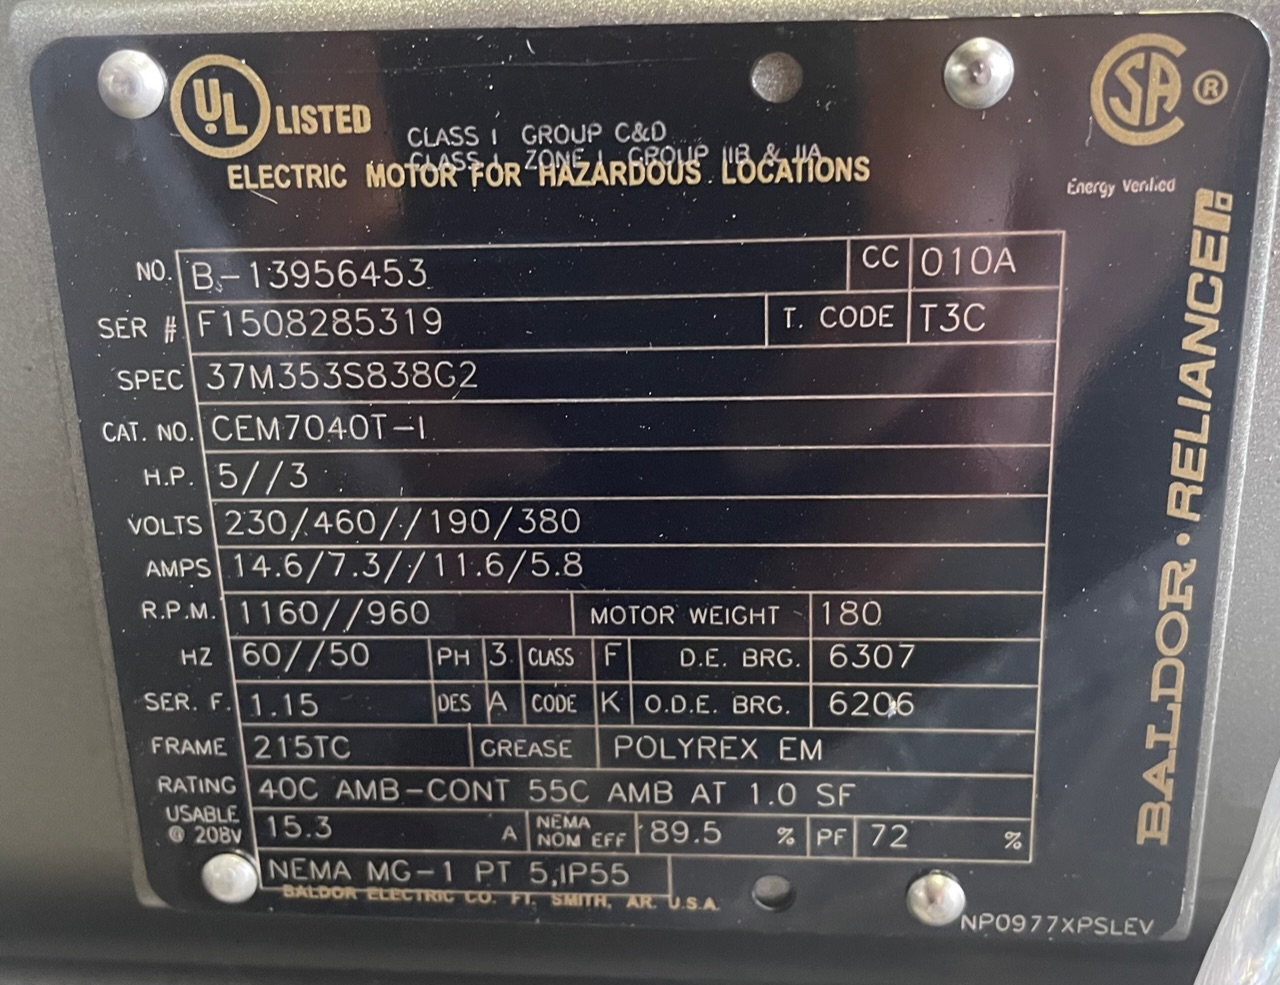 UL LISTED
CLASS I GROUP C&D
CLASS I ZONE I GROUP IIB & IIA
ELECTRIC MOTOR FOR HAZARDOUS LOCATIONS
SA ®
Energy Verified
NO. B-13956453 CC 010A
SER # F1508285319 T. CODE T3C
SPEC 37M353S838G2
CAT. NO. CEM7040T-I
H.P. 5//3
VOLTS 230/460//190/380
AMPS 14.6/7.3//11.6/5.8
R.P.M. 1160//960 MOTOR WEIGHT 180
HZ 60//50 PH 3 CLASS F D.E. BRG. 6307
SER. F. 1.15 DES A CODE K O.D.E. BRG. 6206
FRAME 215TC GREASE POLYREX EM
RATING 40C AMB-CONT 55C AMB AT 1.0 SF
USABLE @ 208V 15.3 A NEMA NOM EFF 89.5 % PF 72 %
NEMA MG-1 PT 5,IP55
BALDOR ELECTRIC CO. FT. SMITH, AR. U.S.A.
NP0977XPSLEV
BALDOR · RELIANCE